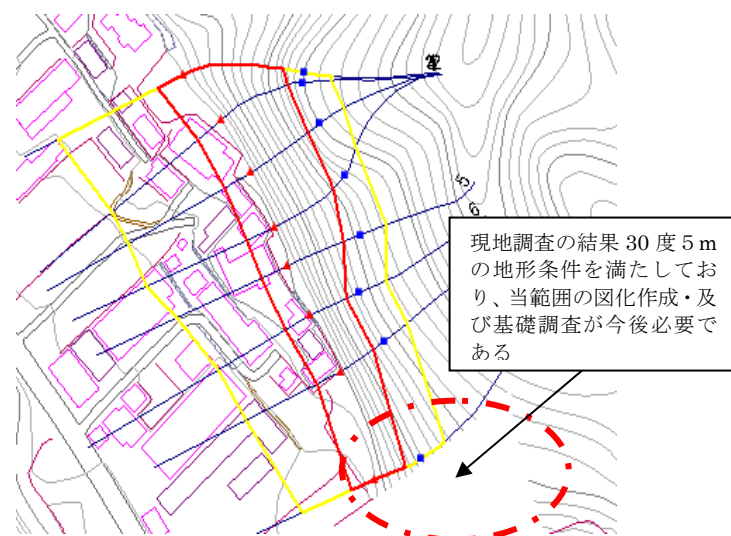 5
6
現地調査の結果 30 度 5 m
の地形条件を満たしてお
り、当範囲の図化作成・及
び基礎調査が今後必要で
ある